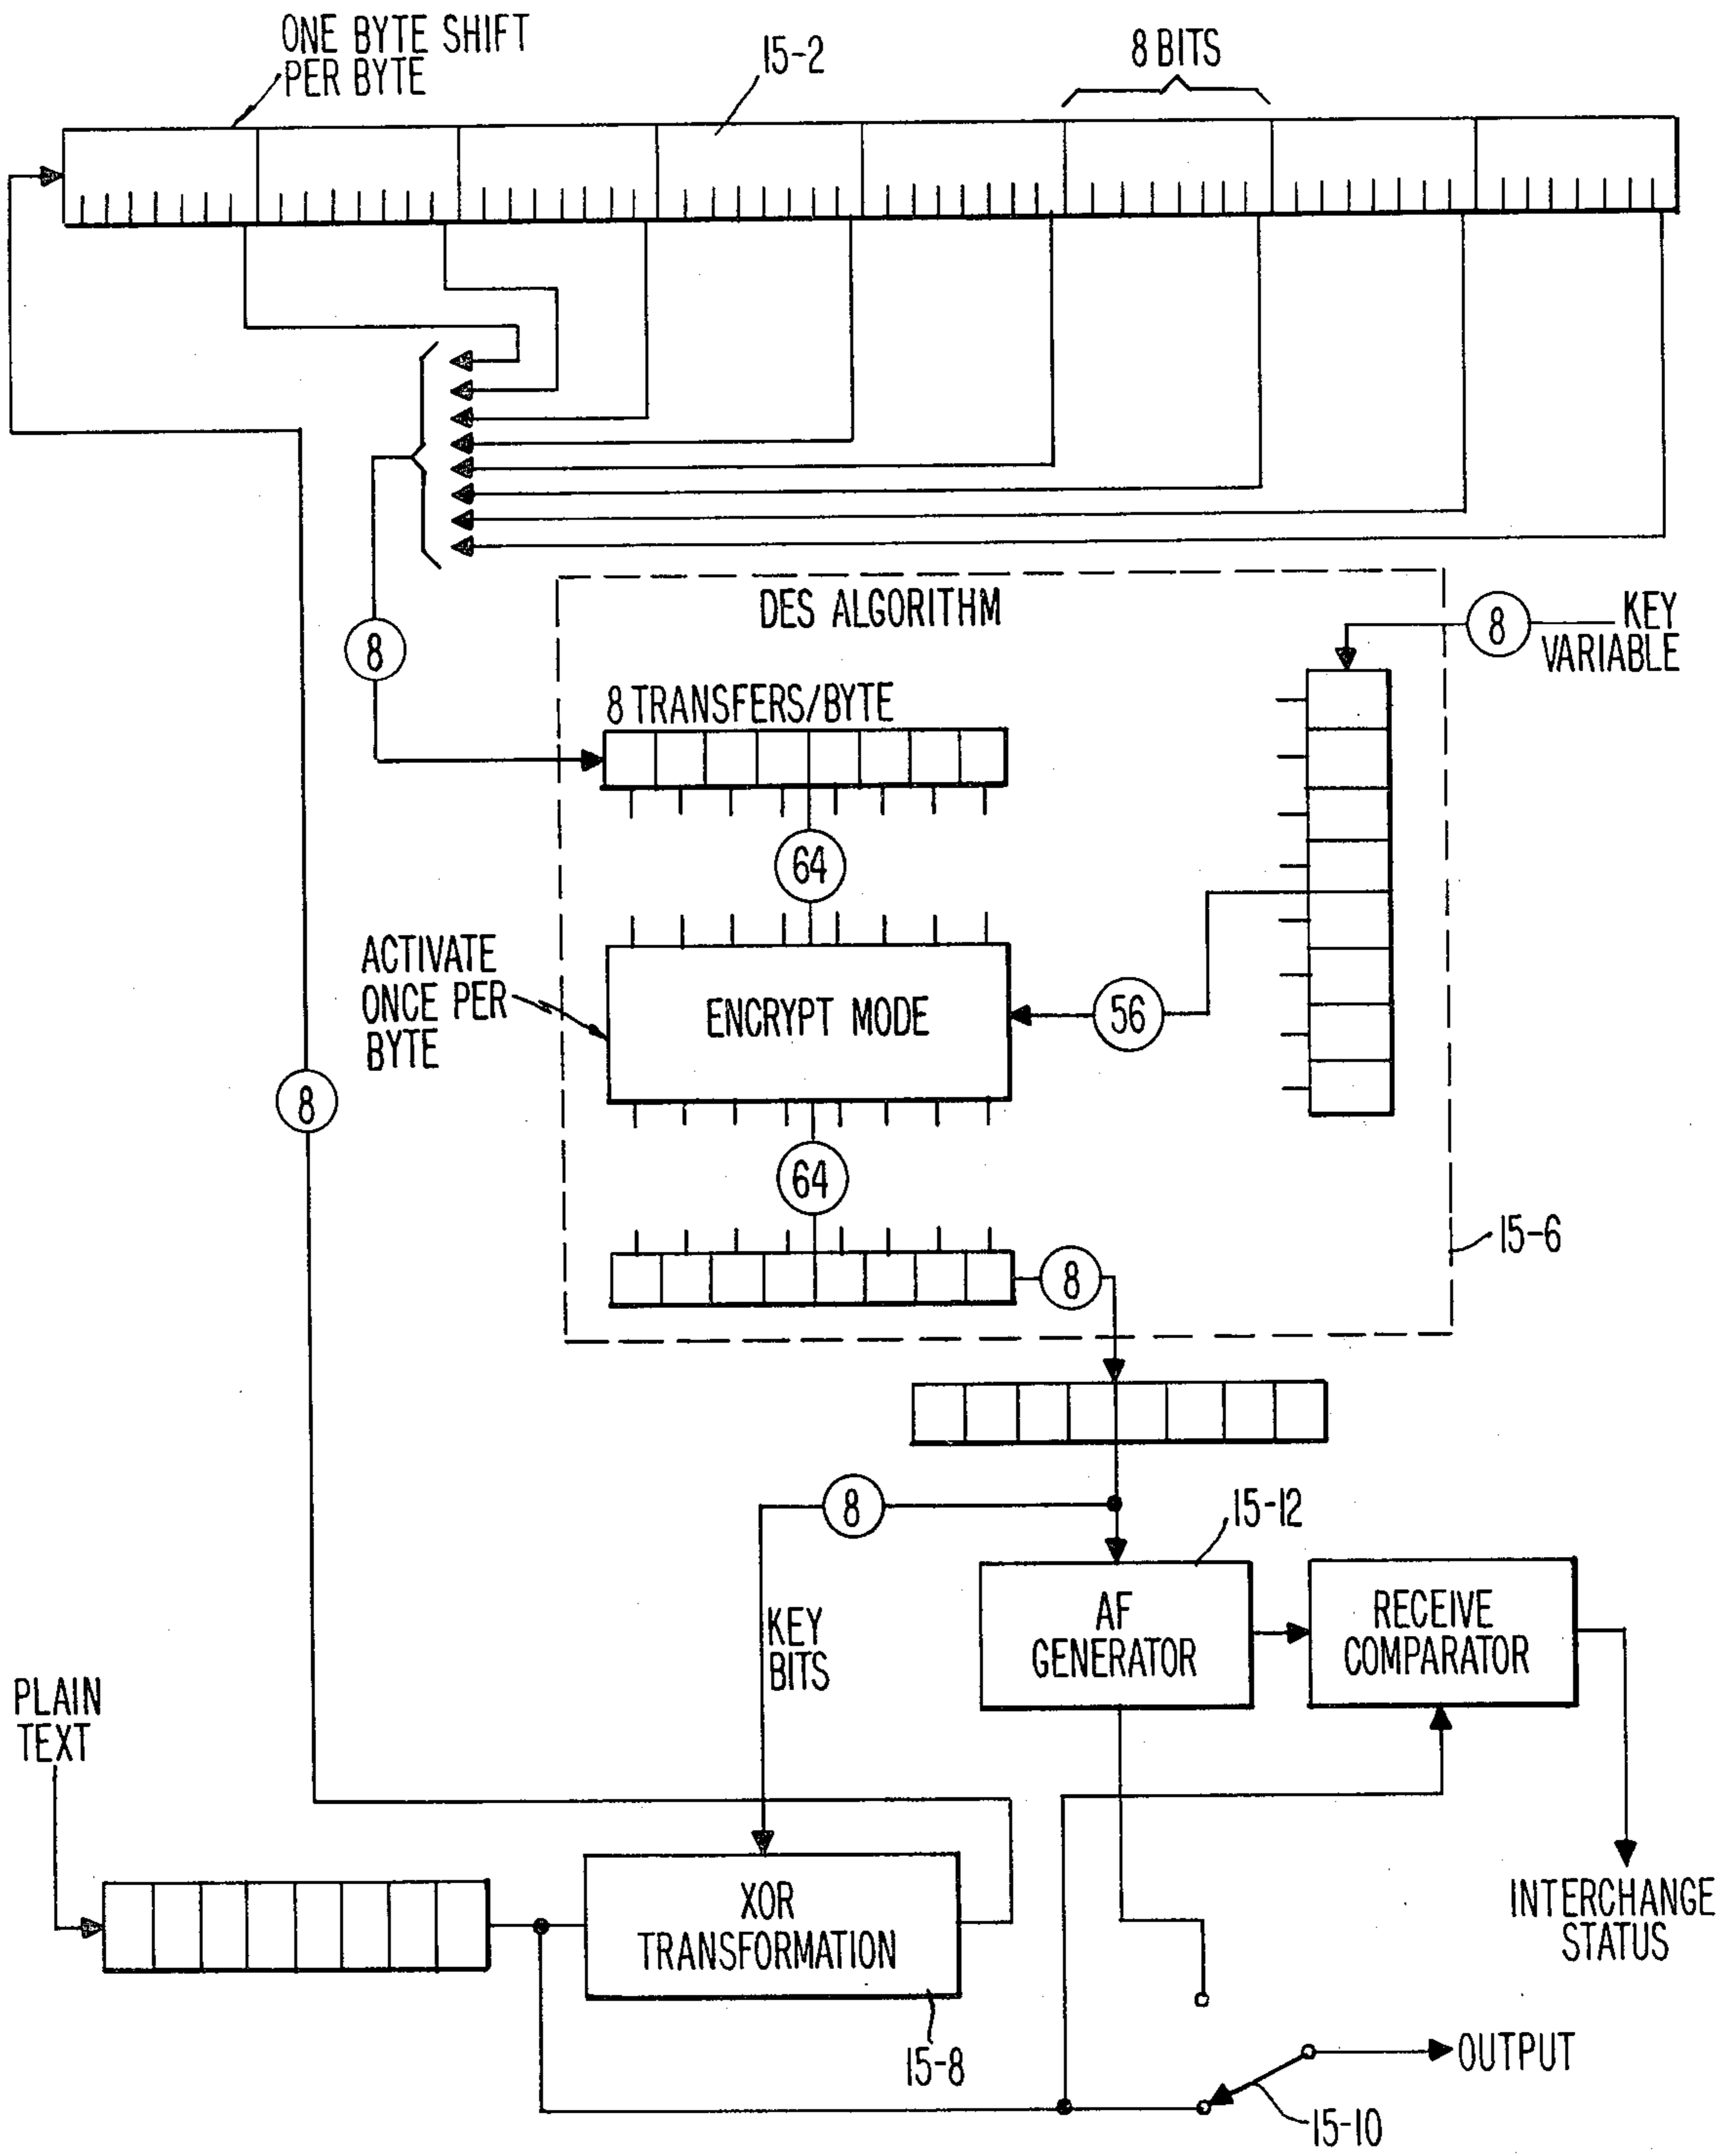 ONE BYTE SHIFT
PER BYTE
15-2
8 BITS
DES ALGORITHM
8
KEY
VARIABLE
8
8 TRANSFERS/BYTE
64
ACTIVATE
ONCE PER
BYTE
ENCRYPT MODE
56
8
64
15-6
8
8
15-12
KEY
BITS
AF
GENERATOR
RECEIVE
COMPARATOR
PLAIN
TEXT
XOR
TRANSFORMATION
INTERCHANGE
STATUS
15-8
OUTPUT
15-10